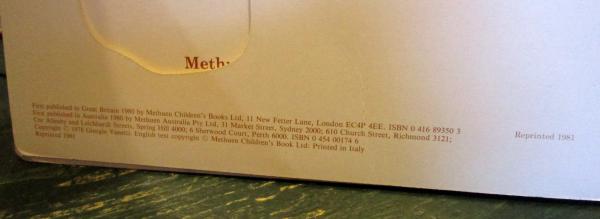 Methu
First published in Great Britain 1980 by Methuen Children's Books Ltd, 11 New Fetter Lane, London EC4P 4EE. ISBN 0 416 89350 3
First published in Australia 1980 by Methuen Australia Pty Ltd, 31 Market Street, Sydney 2000; 610 Church Street, Richmond 3121;
Cnr Allenby and Leichhardt Streets, Spring Hill 4000; 6 Sherwood Court, Perth 6000. ISBN 0 454 00174 6
Copyright © 1978 Giorgio Vanetti. English text copyright © Methuen Children's Book Ltd: Printed in Italy
Reprinted 1981
Reprinted 1981